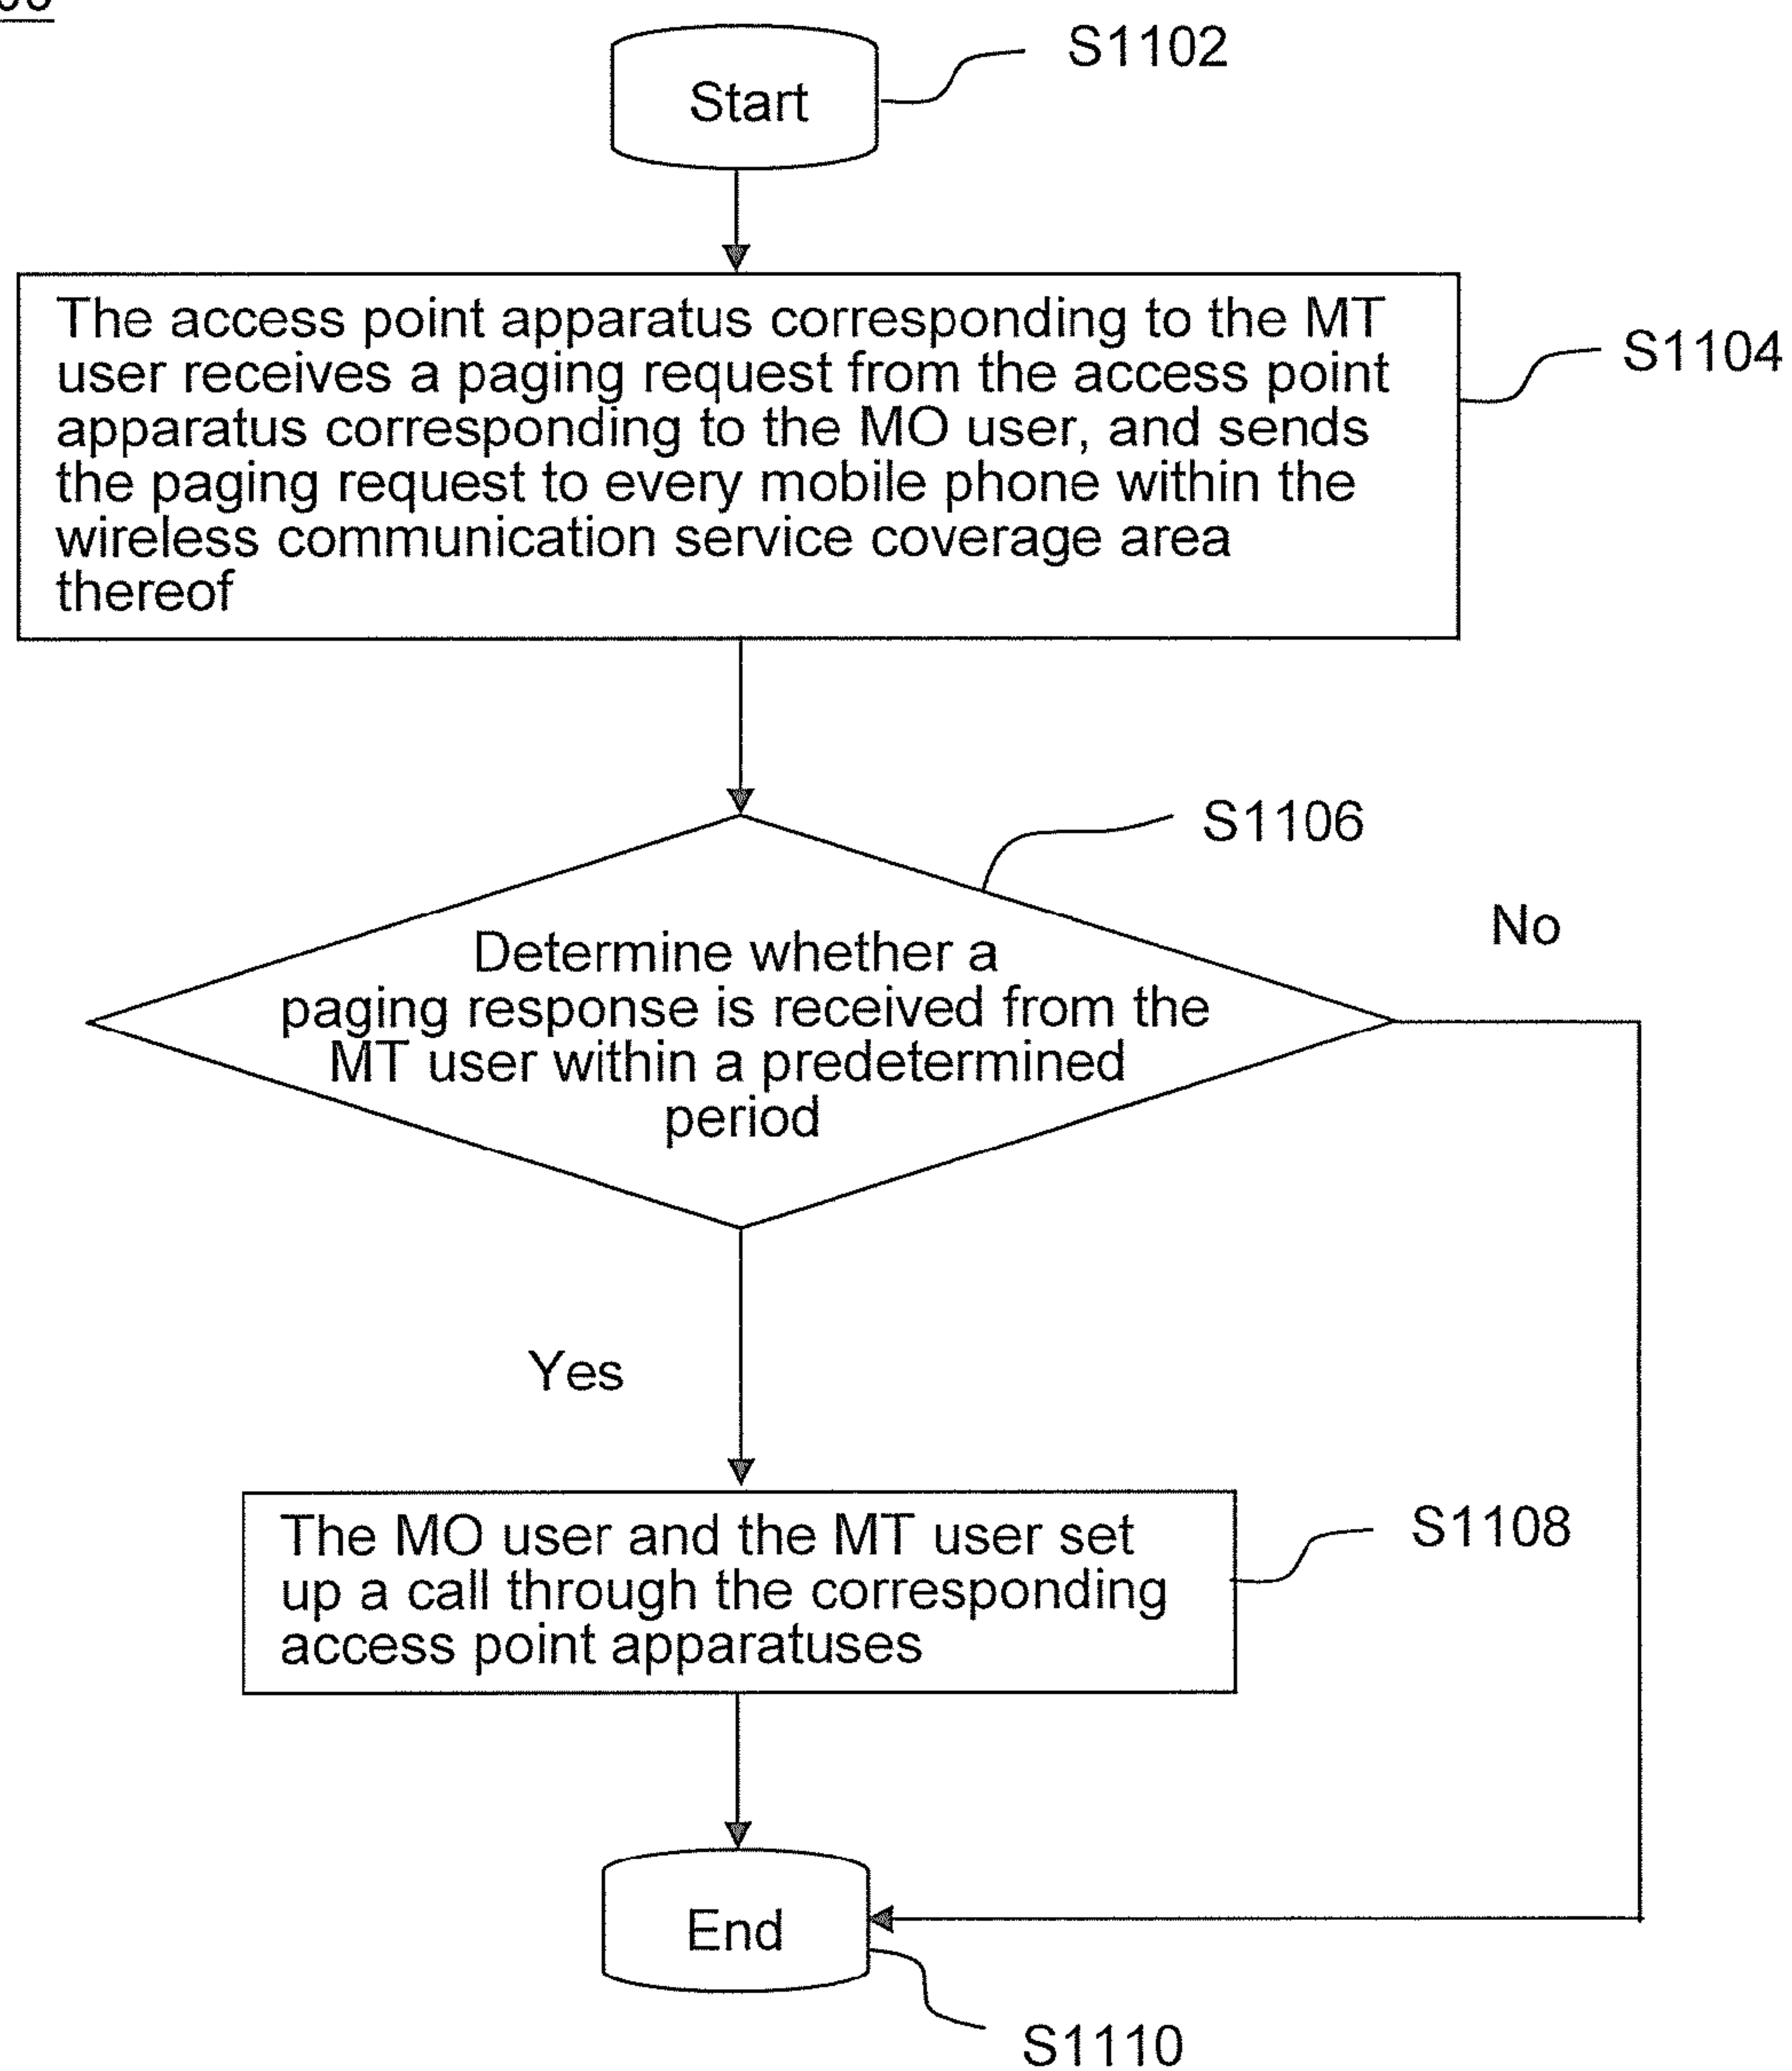 Start
S1102
The access point apparatus corresponding to the MT
user receives a paging request from the access point
apparatus corresponding to the MO user, and sends
the paging request to every mobile phone within the
wireless communication service coverage area
thereof
S1104
S1106
No
Determine whether a
paging response is received from the
MT user within a predetermined
period
Yes
The MO user and the MT user set
up a call through the corresponding
access point apparatuses
S1108
End
S1110